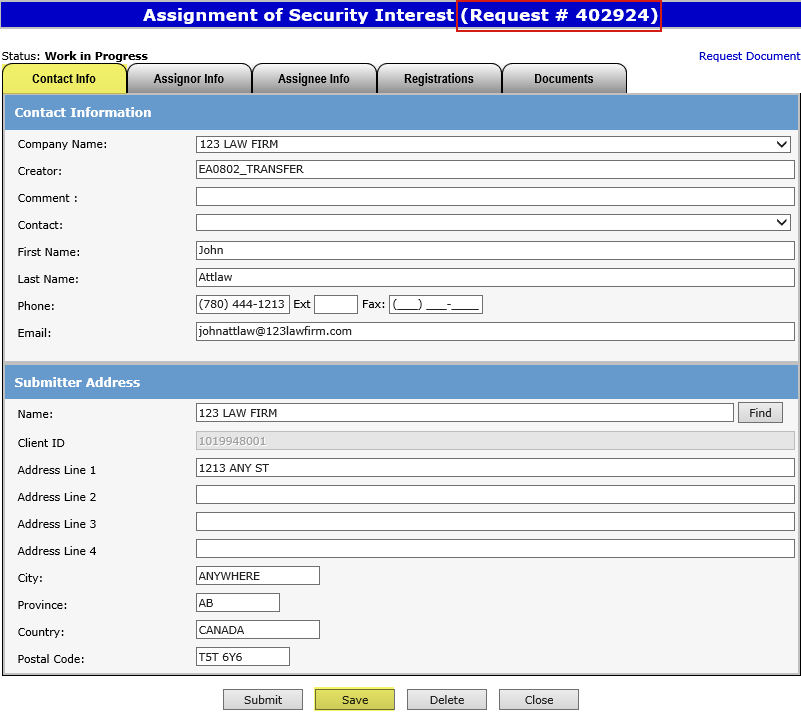 Assignment of Security Interest (Request # 402924)
Status: Work in Progress Request Document
Contact Info Assignor Info Assignee Info Registrations Documents
Contact Information
Company Name: 123 LAW FIRM
Creator: EA0802_TRANSFER
Comment :
Contact:
First Name: John
Last Name: Attlaw
Phone: (780) 444-1213 Ext Fax: (___) ___-____
Email: johnattlaw@123lawfirm.com
Submitter Address
Name: 123 LAW FIRM Find
Client ID 1019948001
Address Line 1 1213 ANY ST
Address Line 2
Address Line 3
Address Line 4
City: ANYWHERE
Province: AB
Country: CANADA
Postal Code: T5T 6Y6
Submit Save Delete Close